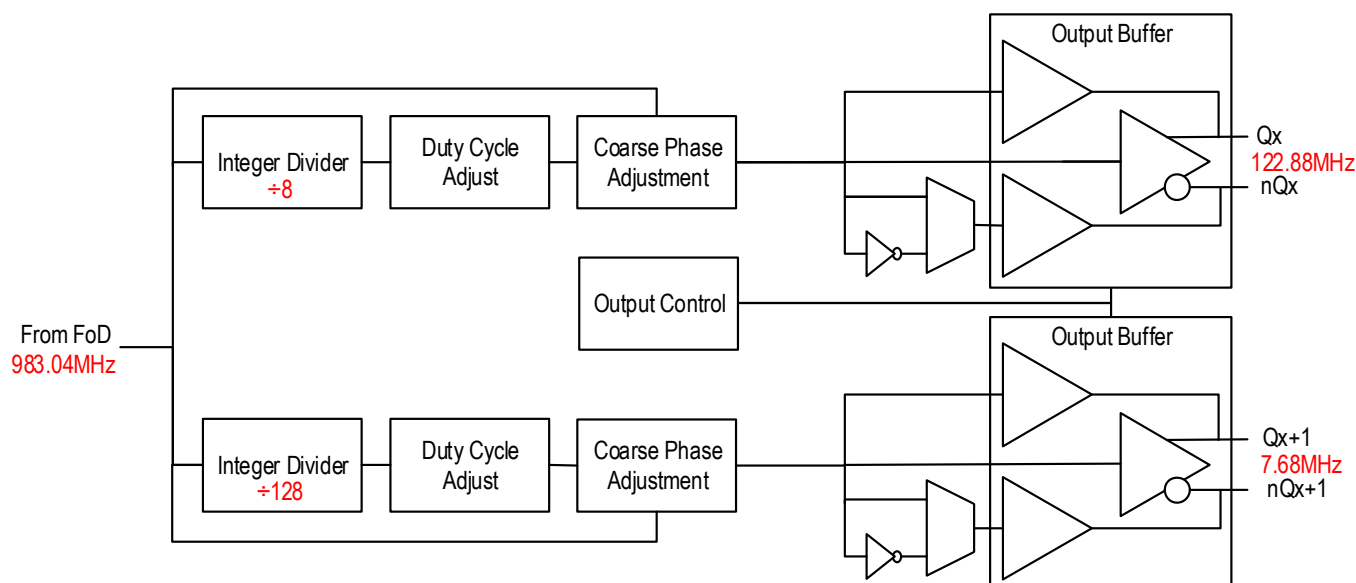 Output Buffer
Integer Divider
÷8
Duty Cycle
Adjust
Coarse Phase
Adjustment
Qx
122.88MHz
nQx
Output Control
From FoD
983.04MHz
Output Buffer
Integer Divider
÷128
Duty Cycle
Adjust
Coarse Phase
Adjustment
Qx+1
7.68MHz
nQx+1